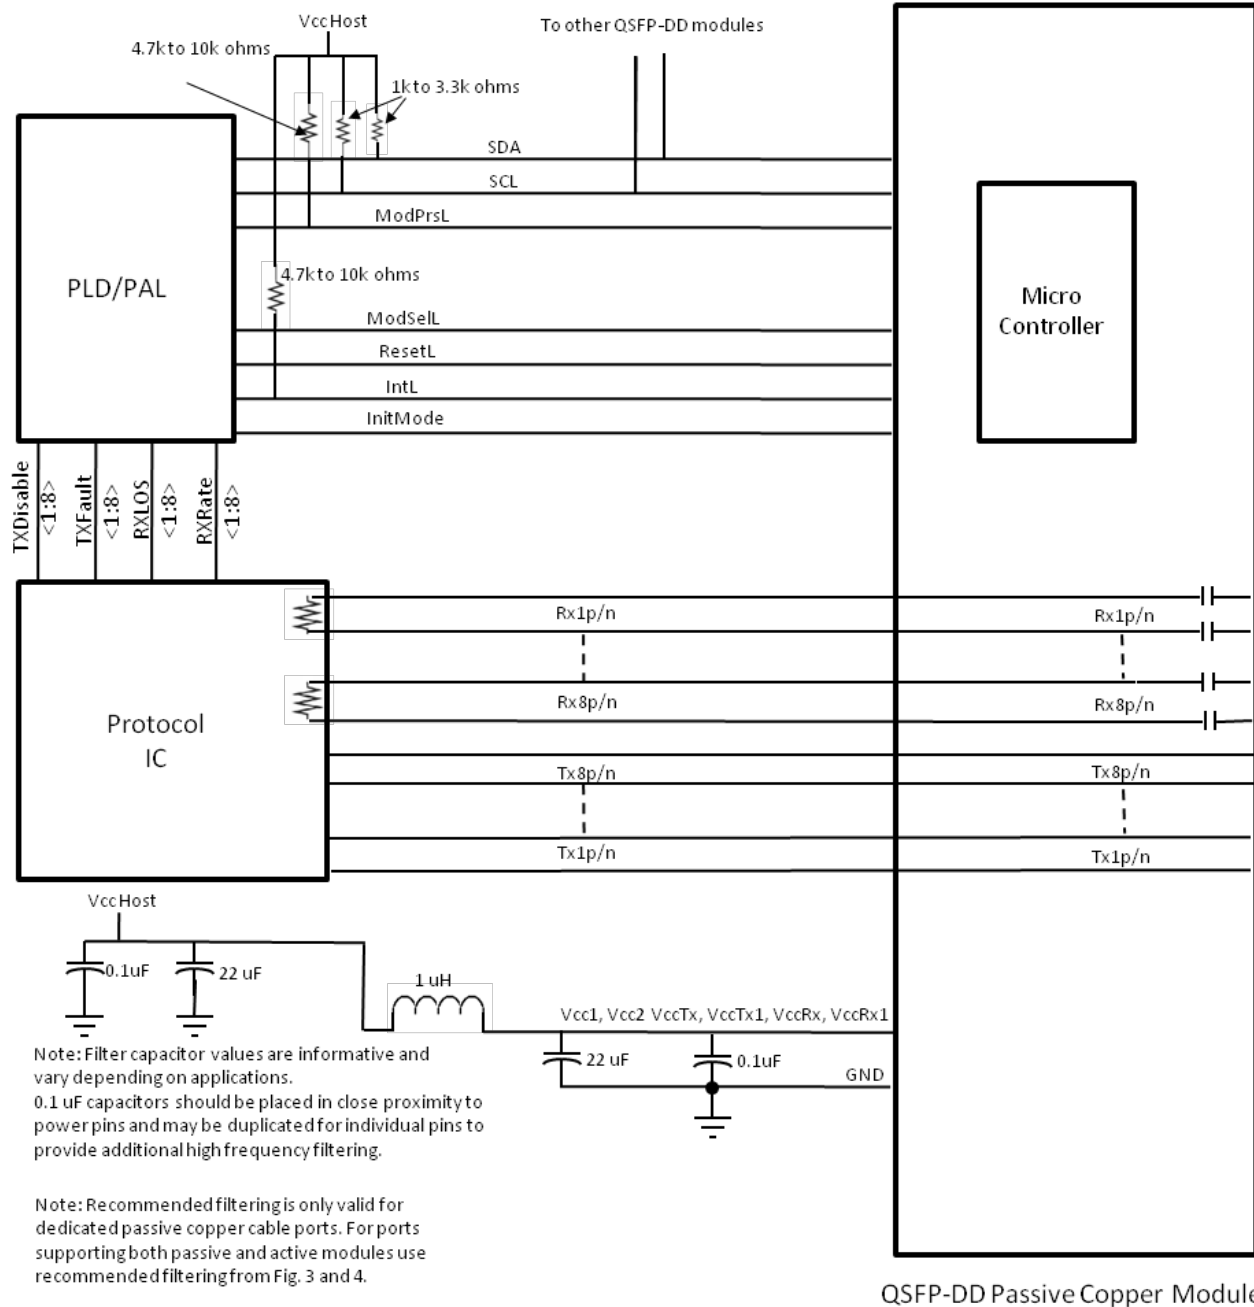 Vcc Host
To other QSFP-DD modules
4.7k to 10k ohms
1k to 3.3k ohms
SDA
SCL
ModPrsL
4.7k to 10k ohms
PLD/PAL
Micro
Controller
ModSelL
ResetL
IntL
InitMode
TXDisable
<1:8>
TXFault
<1:8>
RXLOS
<1:8>
RXRate
<1:8>
Rx1p/n
Rx1p/n
Rx8p/n
Rx8p/n
Protocol
IC
Tx8p/n
Tx8p/n
Tx1p/n
Tx1p/n
Vcc Host
0.1uF
22 uF
1 uH
Vcc1, Vcc2 VccTx, VccTx1, VccRx, VccRx1
22 uF
0.1uF
GND
Note: Filter capacitor values are informative and
vary depending on applications.
0.1 uF capacitors should be placed in close proximity to
power pins and may be duplicated for individual pins to
provide additional high frequency filtering.
Note: Recommended filtering is only valid for
dedicated passive copper cable ports. For ports
supporting both passive and active modules use
recommended filtering from Fig. 3 and 4.
QSFP-DD Passive Copper Module